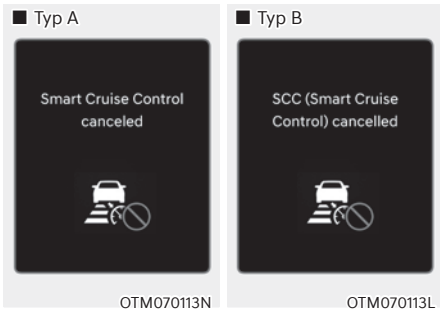 ■ Typ A
Smart Cruise Control
canceled
OTM070113N
■ Typ B
SCC (Smart Cruise
Control) cancelled
OTM070113L